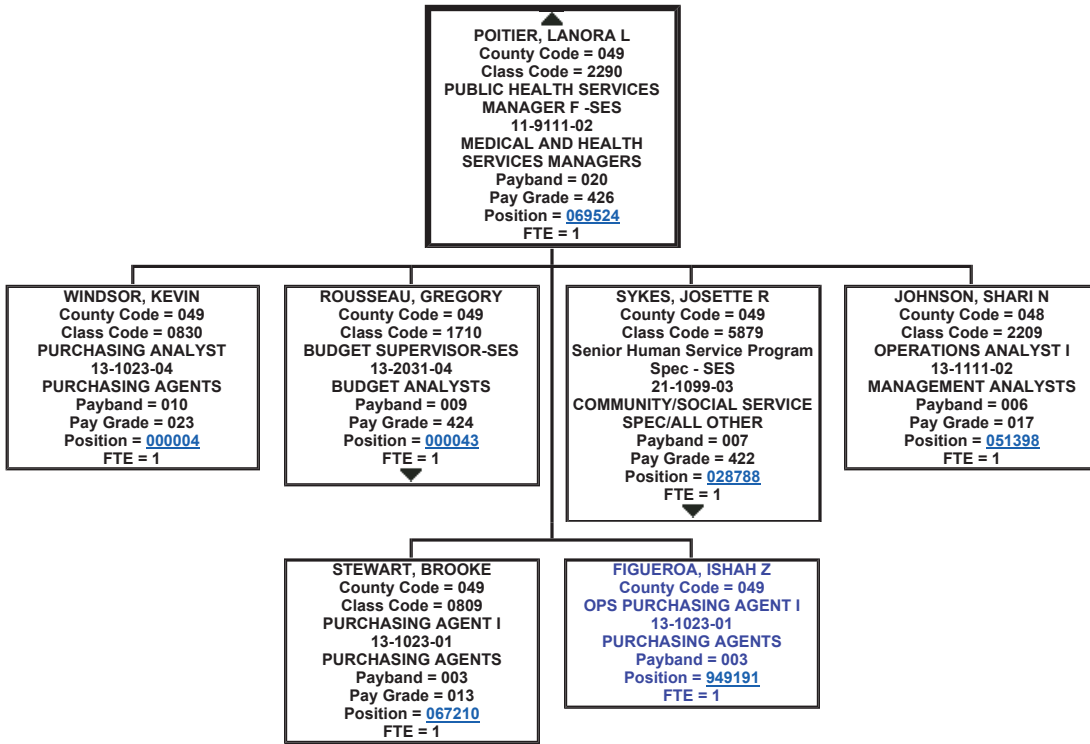 POITIER, LANORA L
County Code = 049
Class Code = 2290
PUBLIC HEALTH SERVICES
MANAGER F -SES
11-9111-02
MEDICAL AND HEALTH
SERVICES MANAGERS
Payband = 020
Pay Grade = 426
Position = 069524
FTE = 1
WINDSOR, KEVIN
County Code = 049
Class Code = 0830
PURCHASING ANALYST
13-1023-04
PURCHASING AGENTS
Payband = 010
Pay Grade = 023
Position = 000004
FTE = 1
ROUSSEAU, GREGORY
County Code = 049
Class Code = 1710
BUDGET SUPERVISOR-SES
13-2031-04
BUDGET ANALYSTS
Payband = 009
Pay Grade = 424
Position = 000043
FTE = 1
SYKES, JOSETTE R
County Code = 049
Class Code = 5879
Senior Human Service Program
Spec - SES
21-1099-03
COMMUNITY/SOCIAL SERVICE
SPEC/ALL OTHER
Payband = 007
Pay Grade = 422
Position = 028788
FTE = 1
JOHNSON, SHARI N
County Code = 048
Class Code = 2209
OPERATIONS ANALYST I
13-1111-02
MANAGEMENT ANALYSTS
Payband = 006
Pay Grade = 017
Position = 051398
FTE = 1
STEWART, BROOKE
County Code = 049
Class Code = 0809
PURCHASING AGENT I
13-1023-01
PURCHASING AGENTS
Payband = 003
Pay Grade = 013
Position = 067210
FTE = 1
FIGUEROA, ISHAH Z
County Code = 049
OPS PURCHASING AGENT I
13-1023-01
PURCHASING AGENTS
Payband = 003
Position = 949191
FTE = 1